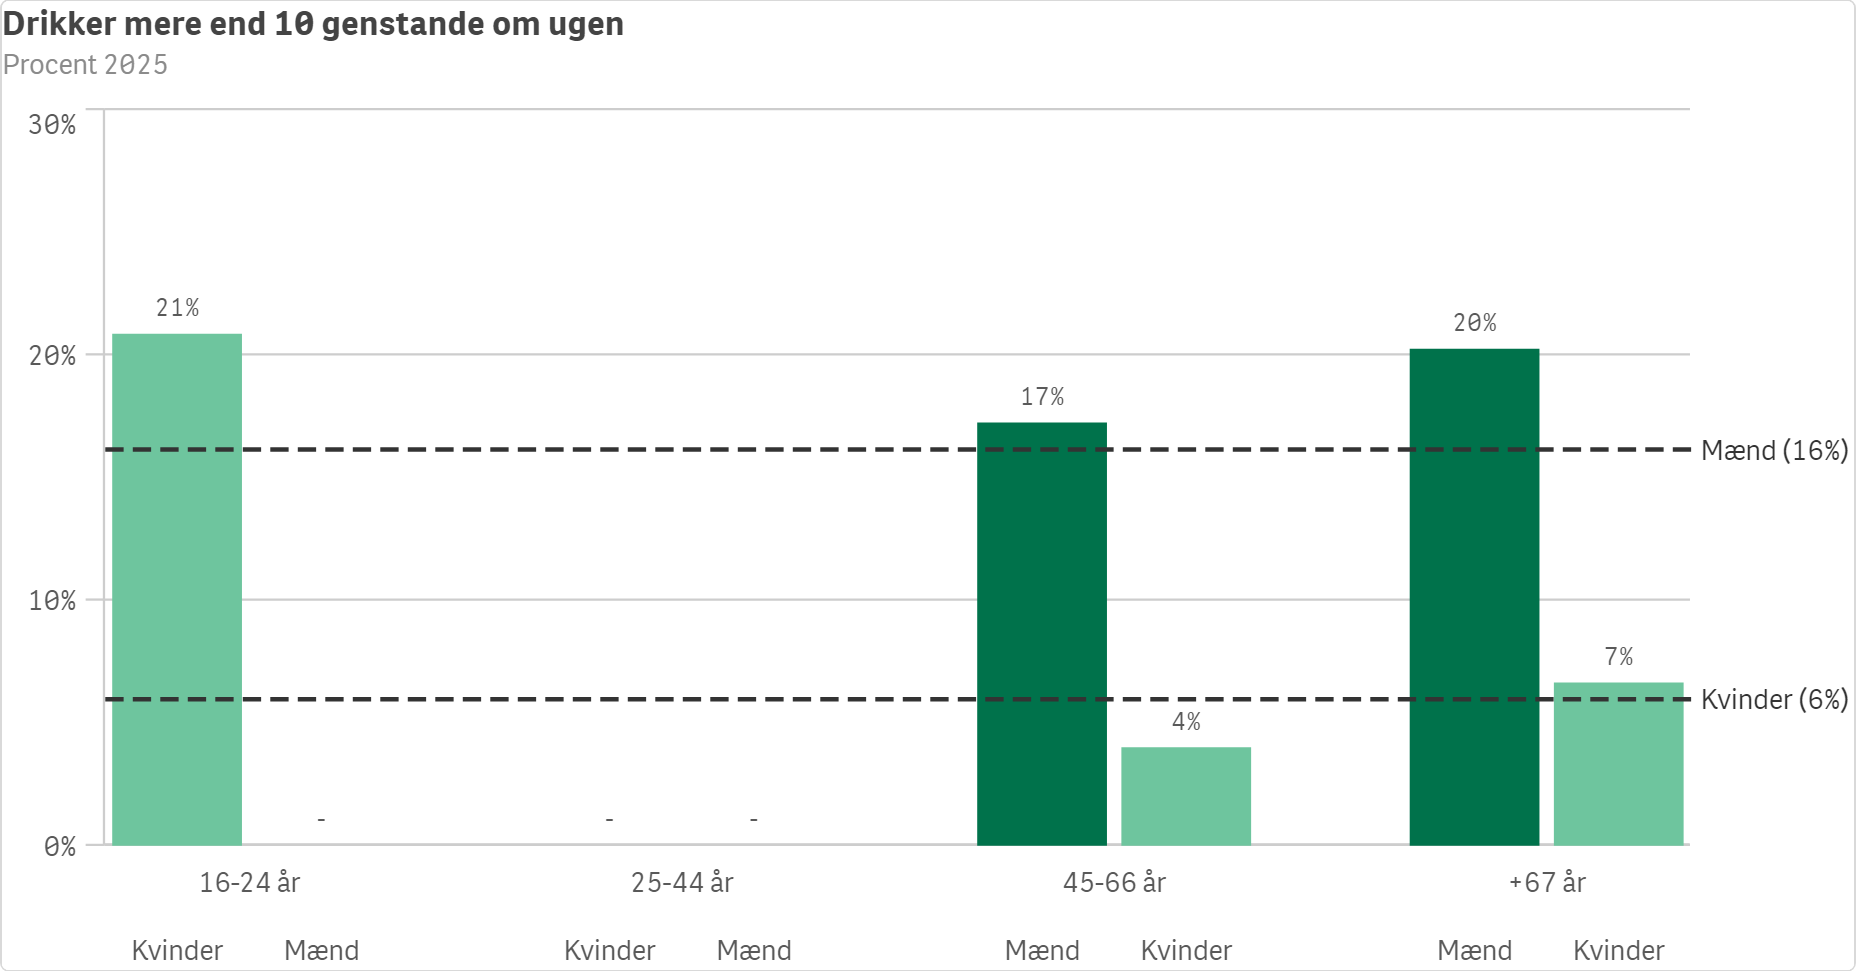 Drikker mere end 10 genstande om ugen
Procent 2025
30%
20%
10%
0%
21%
-
-
-
17%
4%
20%
7%
Mænd (16%)
Kvinder (6%)
16-24 år
25-44 år
45-66 år
+67 år
Kvinder
Mænd
Kvinder
Mænd
Mænd
Kvinder
Mænd
Kvinder